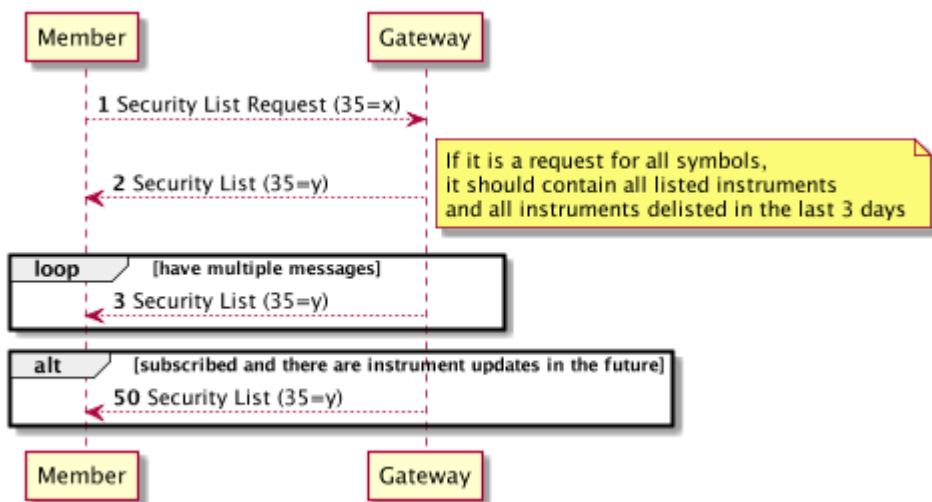 Member
Gateway
1 Security List Request (35=x)
If it is a request for all symbols,
it should contain all listed instruments
and all instruments delisted in the last 3 days
2 Security List (35=y)
loop
[have multiple messages]
3 Security List (35=y)
alt
[subscribed and there are instrument updates in the future]
50 Security List (35=y)
Member
Gateway